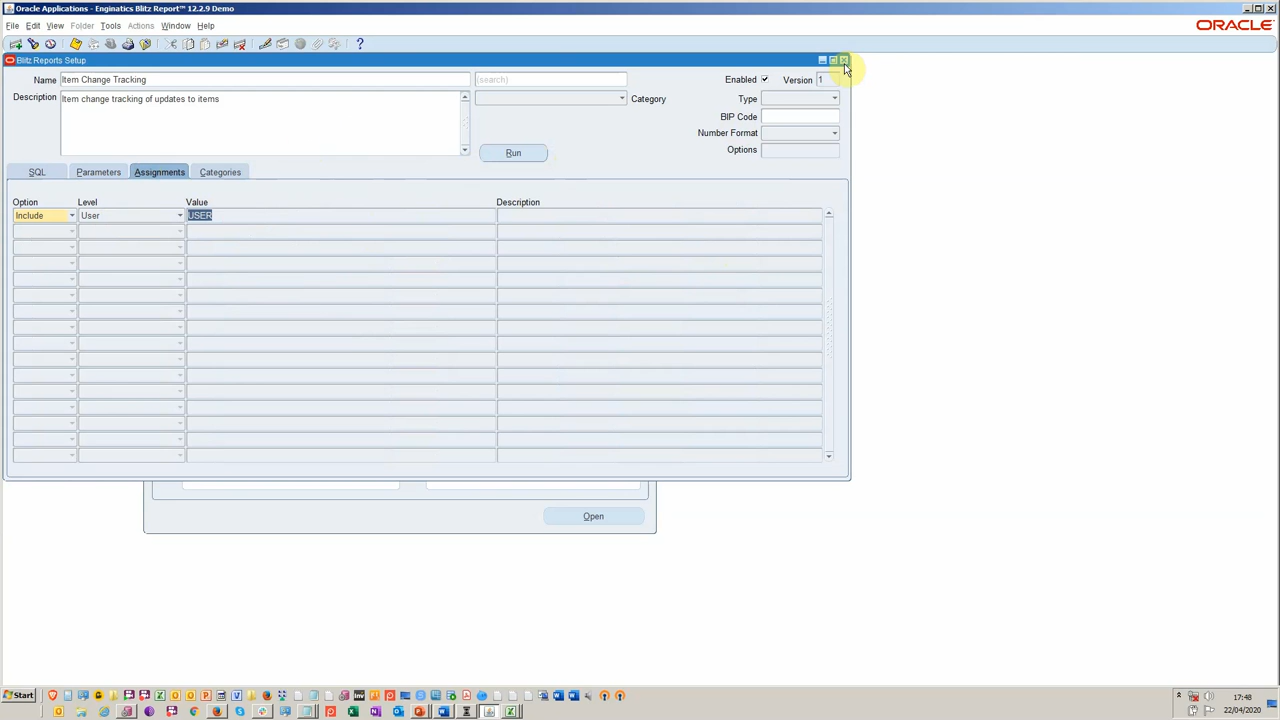 Oracle Applications - Enginatics Blitz Report™ 12.2.9 Demo
File Edit View Folder Tools Actions Window Help
ORACLE
Blitz Reports Setup
Name Item Change Tracking (search) Enabled Version 1
Description Item change tracking of updates to items Category Type
BIP Code
Number Format
Run
Options
SQL Parameters Assignments Categories
Option Level Value Description
Include User USER
Open
Start
17:48
22/04/2020